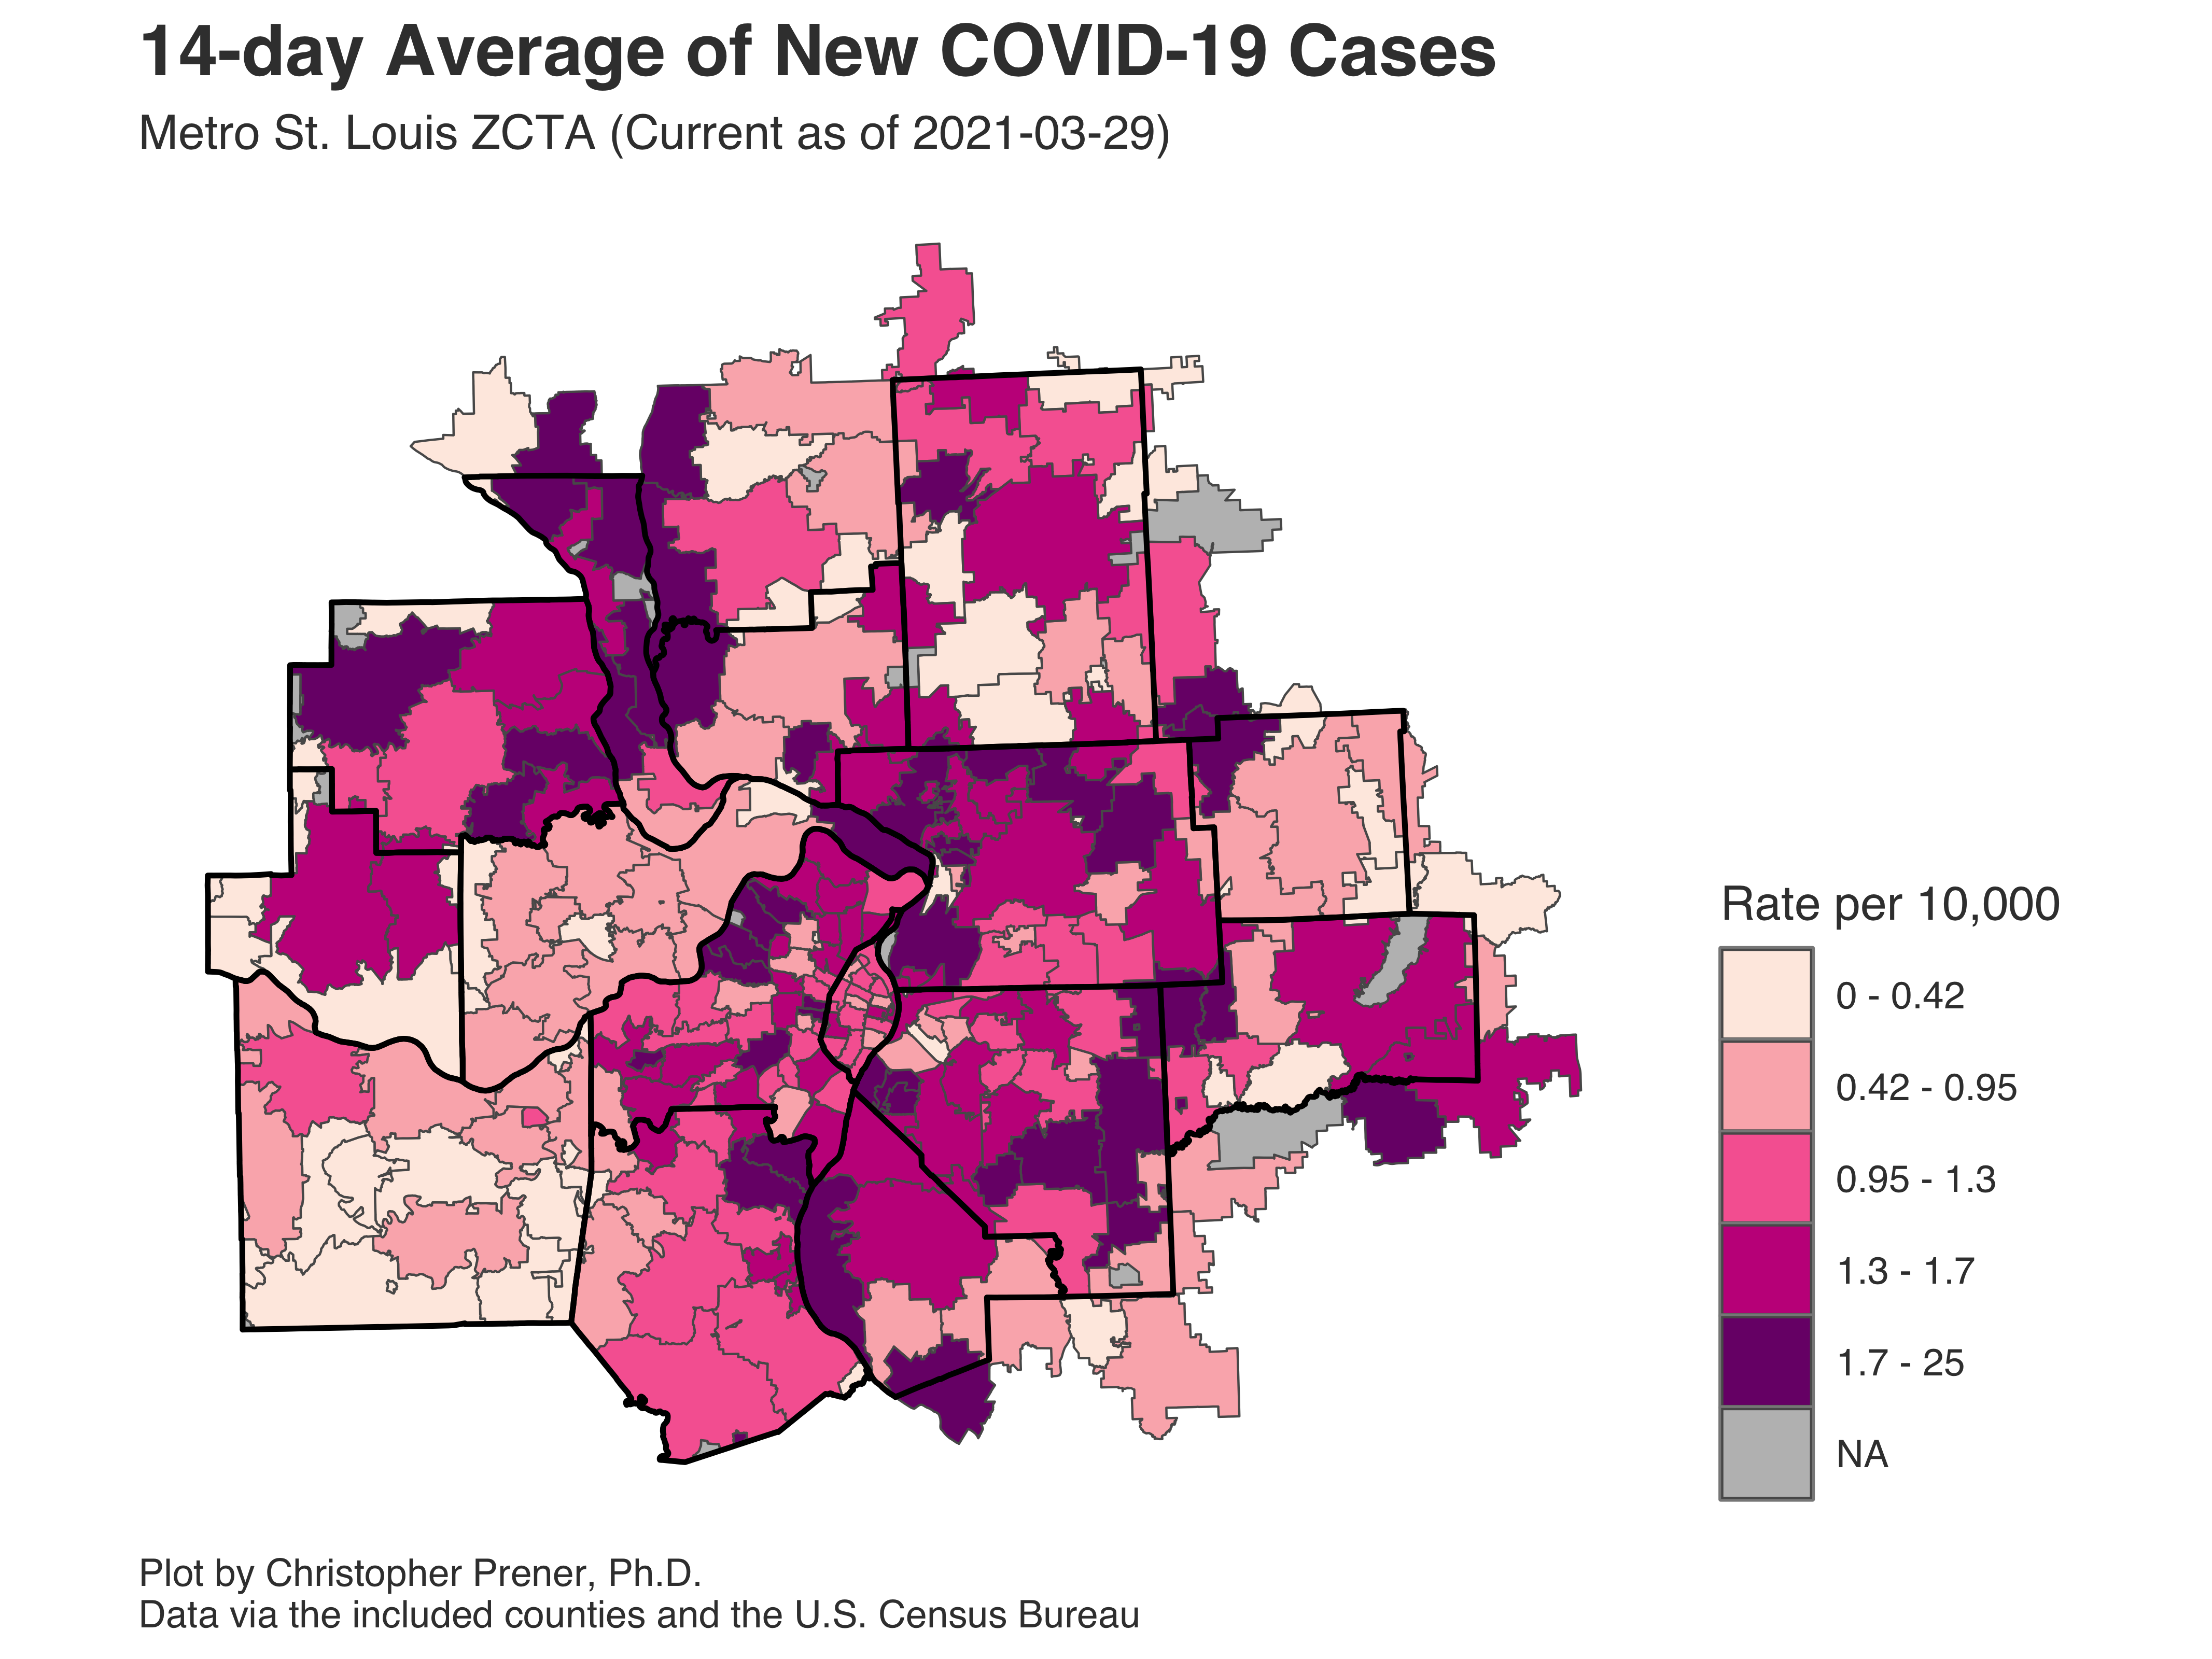 14-day Average of New COVID-19 Cases
Metro St. Louis ZCTA (Current as of 2021-03-29)
Rate per 10,000
0 - 0.42
0.42 - 0.95
0.95 - 1.3
1.3 - 1.7
1.7 - 25
NA
Plot by Christopher Prener, Ph.D.
Data via the included counties and the U.S. Census Bureau